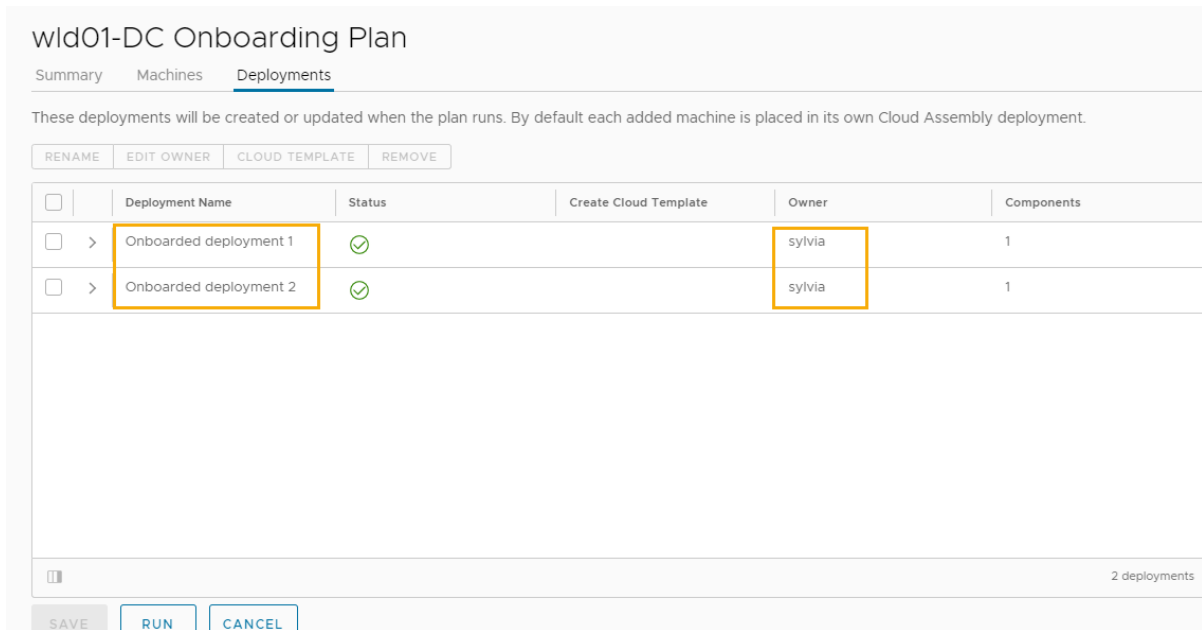 wld01-DC Onboarding Plan
Summary Machines Deployments
These deployments will be created or updated when the plan runs. By default each added machine is placed in its own Cloud Assembly deployment.
RENAME EDIT OWNER CLOUD TEMPLATE REMOVE
Deployment Name Status Create Cloud Template Owner Components
Onboarded deployment 1 sylvia 1
Onboarded deployment 2 sylvia 1
2 deployments
SAVE RUN CANCEL